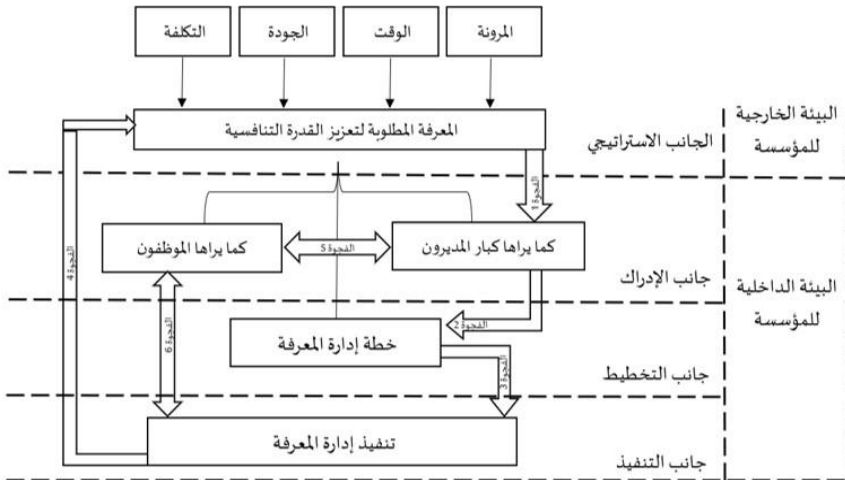 المرونة
الوقت
الجودة
التكلفة
البيئة الخارجية
للمؤسسة
المعرفة المطلوبة لتعزيز القدرة التنافسية
الجانب الاستراتيجي
الفجوة 1
كما يراها كبار المديرون
الفجوة 5
كما يراها الموظفون
الفجوة 4
جانب الإدراك
البيئة الداخلية
للمؤسسة
الفجوة 2
خطة إدارة المعرفة
الفجوة 6
الفجوة 3
جانب التخطيط
تنفيذ إدارة المعرفة
جانب التنفيذ